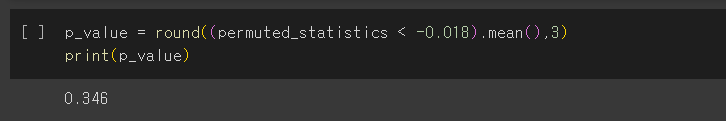 [ ] p_value = round((permuted_statistics < -0.018).mean(),3)
print(p_value)
0.346